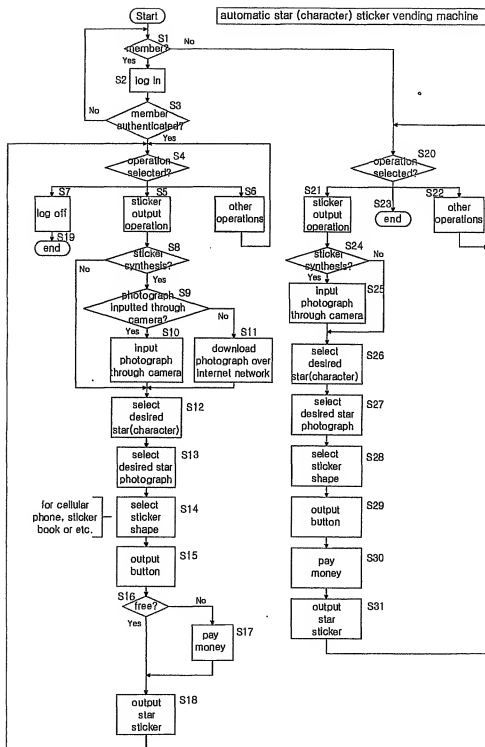 automatic star (character) sticker vending machine
Start
S1
member?
No
Yes
S2
log in
S3
No
member
authenticated?
Yes
S4
operation
selected?
S7
log off
S19
end
S5
sticker
output
operation
S6
other
operations
S8
sticker
synthesis?
No
Yes
S9
photograph
inputted through
camera?
Yes
No
S10
input
photograph
through camera
S11
download
photograph over
internet network
S12
select
desired
star(character)
S13
select
desired star
photograph
for cellular
phone, sticker
book or etc.
S14
select
sticker
shape
S15
output
button
S16
free?
No
Yes
S17
pay
money
S18
output
star
sticker
S20
operation
selected?
S21
sticker
output
operation
S23
end
S22
other
operations
S24
sticker
synthesis?
No
Yes
S25
input
photograph
through camera
S26
select
desired
star(character)
S27
select
desired star
photograph
S28
select
sticker
shape
S29
output
button
S30
pay
money
S31
output
star
sticker